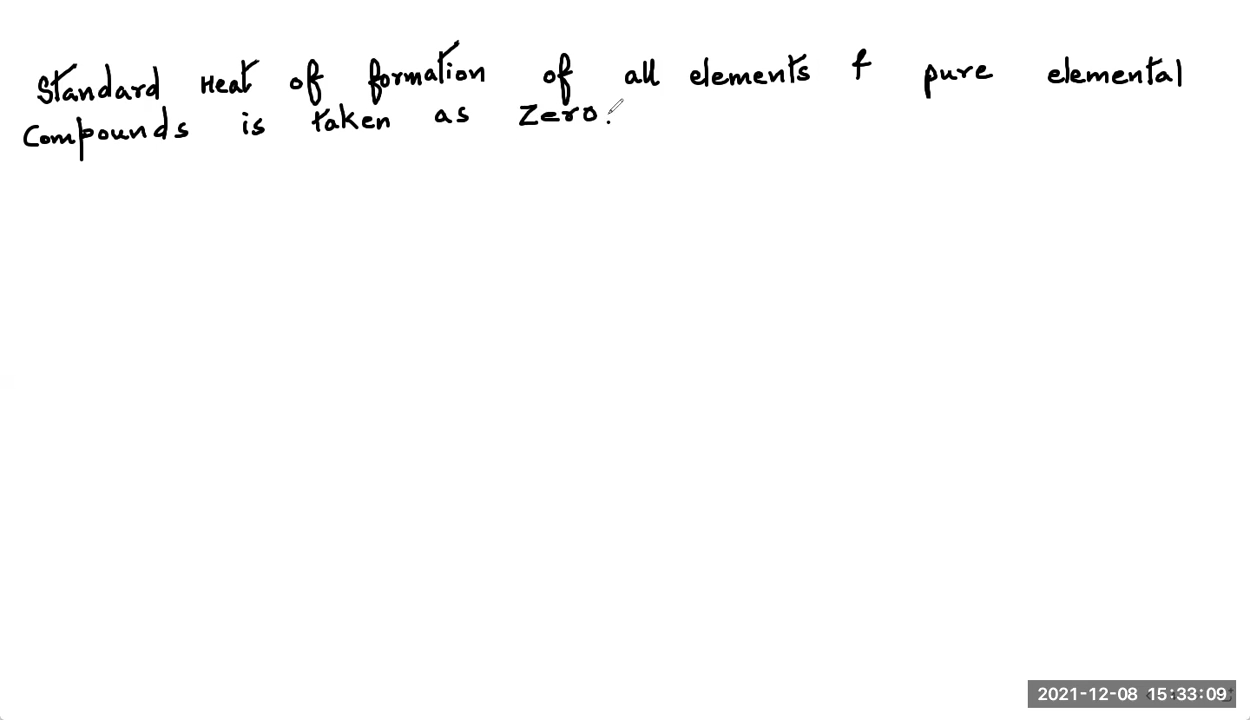 Standard Heat of formation of all elements & pure elemental
Compounds is taken as Zero.
2021-12-08 15:33:09